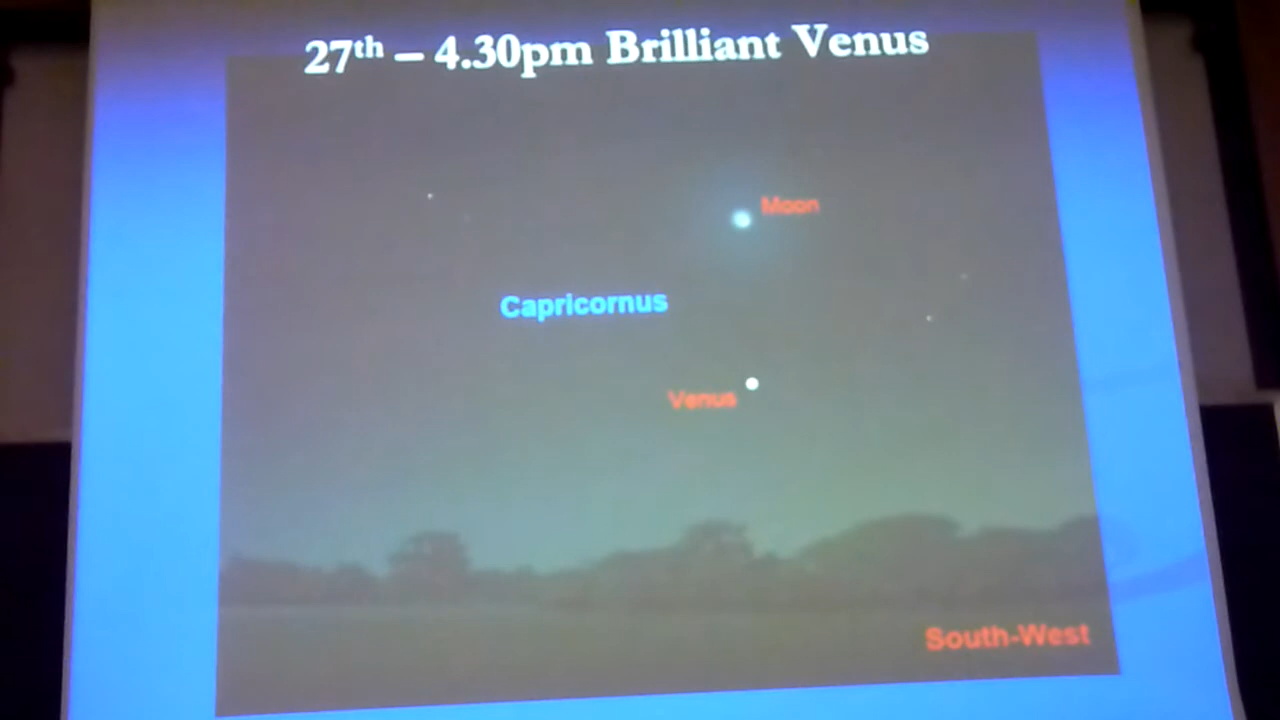 27th – 4.30pm Brilliant Venus
Moon
Capricornus
Venus
South-West